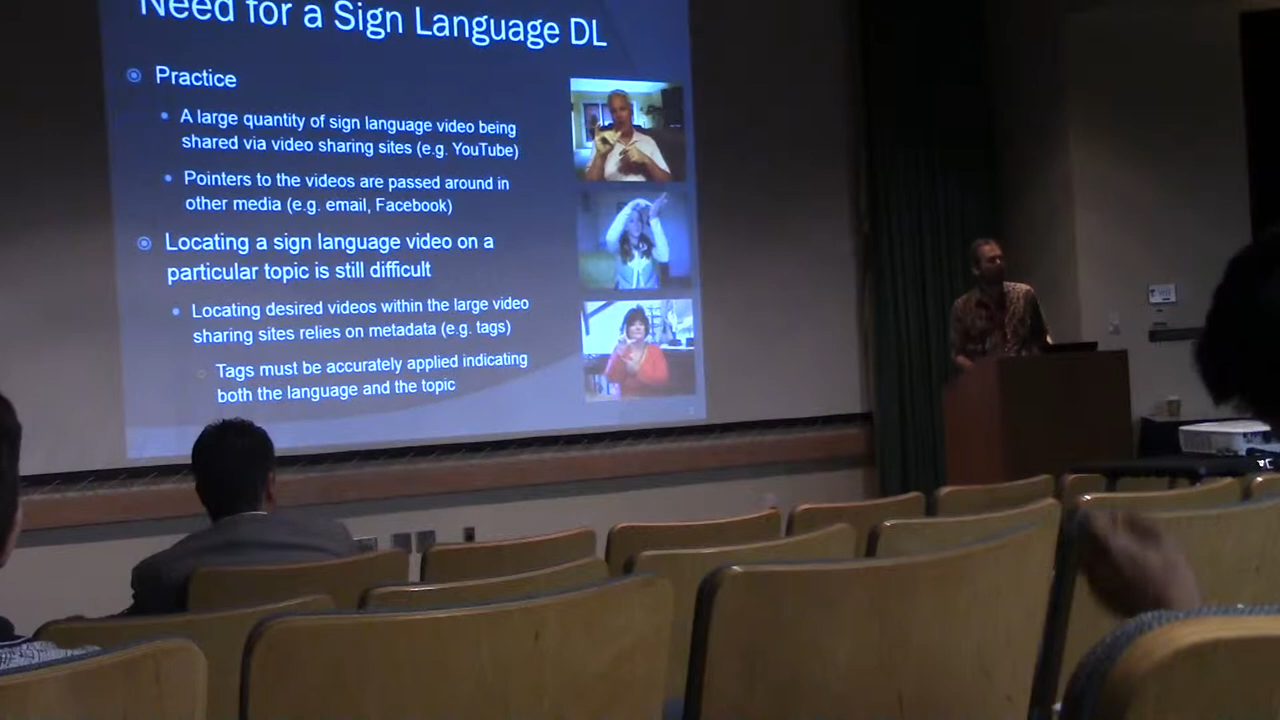 Need for a Sign Language DL
Practice
A large quantity of sign language video being
shared via video sharing sites (e.g. YouTube)
Pointers to the videos are passed around in
other media (e.g. email, Facebook)
Locating a sign language video on a
particular topic is still difficult
Locating desired videos within the large video
sharing sites relies on metadata (e.g. tags)
Tags must be accurately applied indicating
both the language and the topic